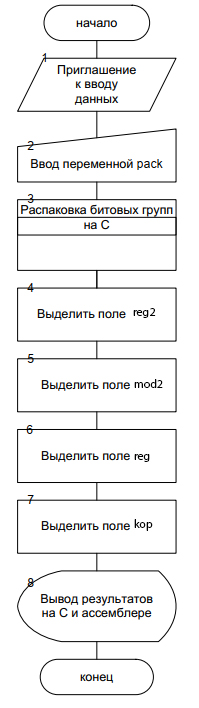 начало
1
Приглашение
к вводу
данных
2
Ввод переменной pack
3
Распаковка битовых групп
на С
4
Выделить поле reg2
5
Выделить поле mod2
6
Выделить поле reg
7
Выделить поле kop
8
Вывод результатов
на С и ассемблере
конец